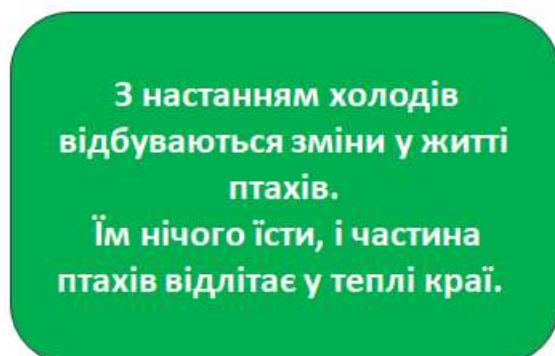 З настанням холодів
відбуваються зміни у житті
птахів.
Їм нічого їсти, і частина
птахів відлітає у теплі краї.